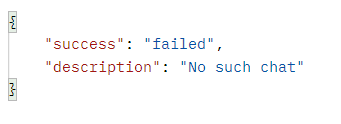 {
"success": "failed",
"description": "No such chat"
}